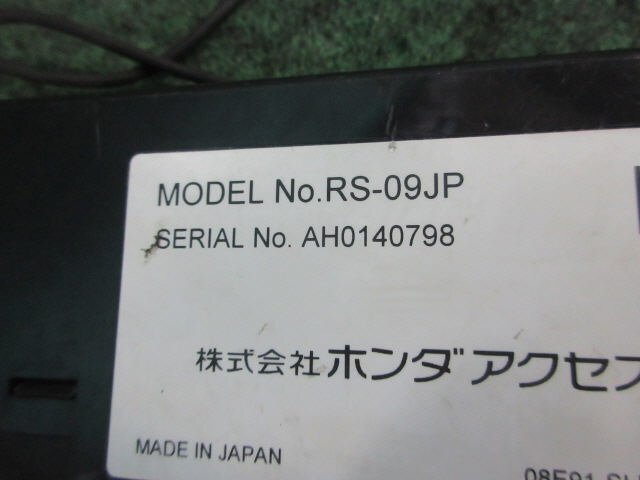 MODEL No.RS-09JP
SERIAL No. AH0140798
株式会社 ホンダアクセス
MADE IN JAPAN